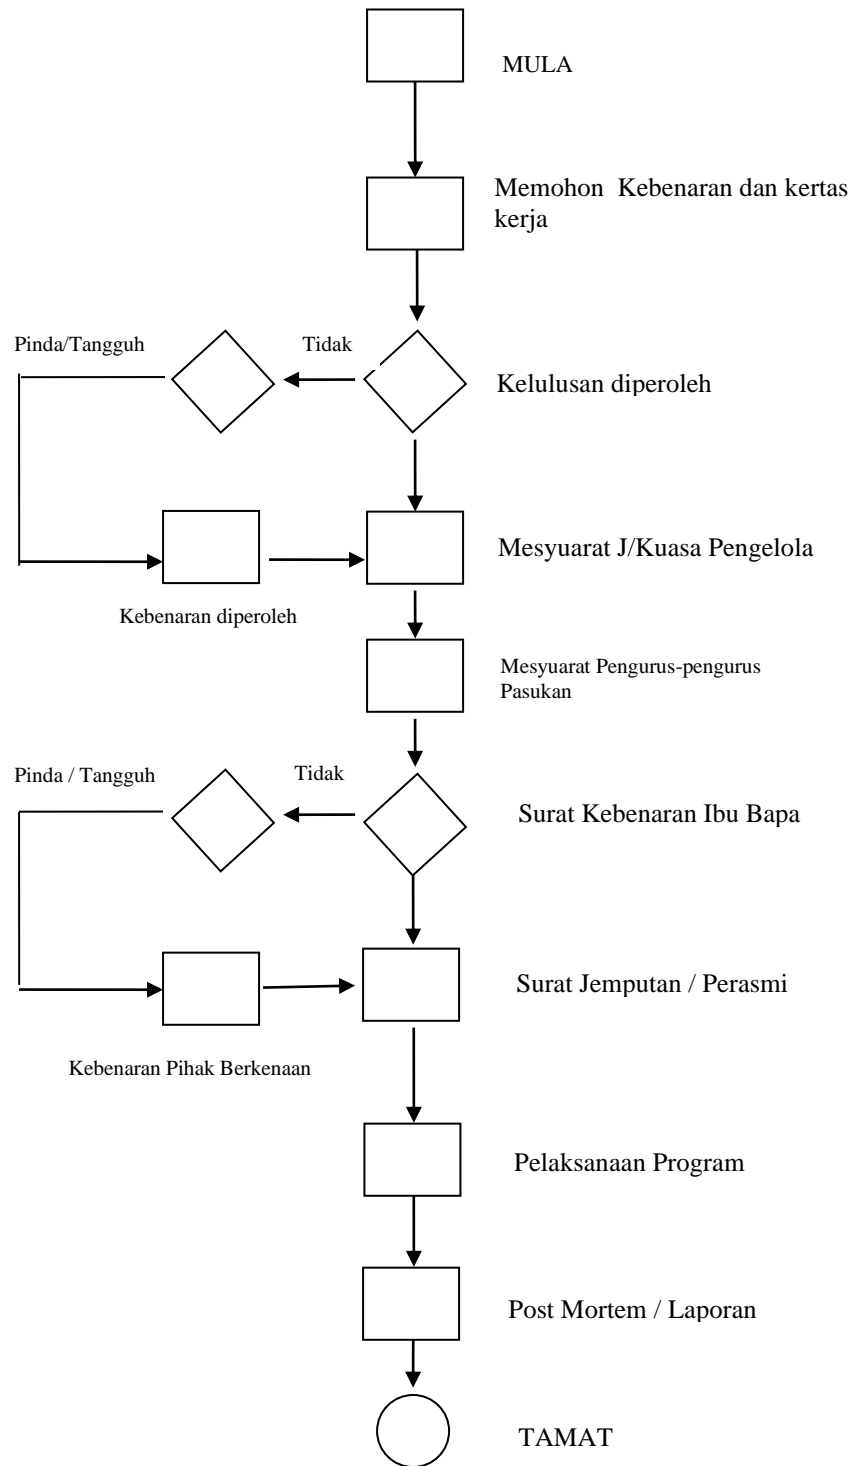 MULA
Memohon Kebenaran dan kertas
kerja
Pinda/Tangguh
Tidak
Kelulusan diperoleh
Mesyuarat J/Kuasa Pengelola
Kebenaran diperoleh
Mesyuarat Pengurus-pengurus
Pasukan
Pinda / Tangguh
Tidak
Surat Kebenaran Ibu Bapa
Surat Jemputan / Perasmi
Kebenaran Pihak Berkenaan
Pelaksanaan Program
Post Mortem / Laporan
TAMAT